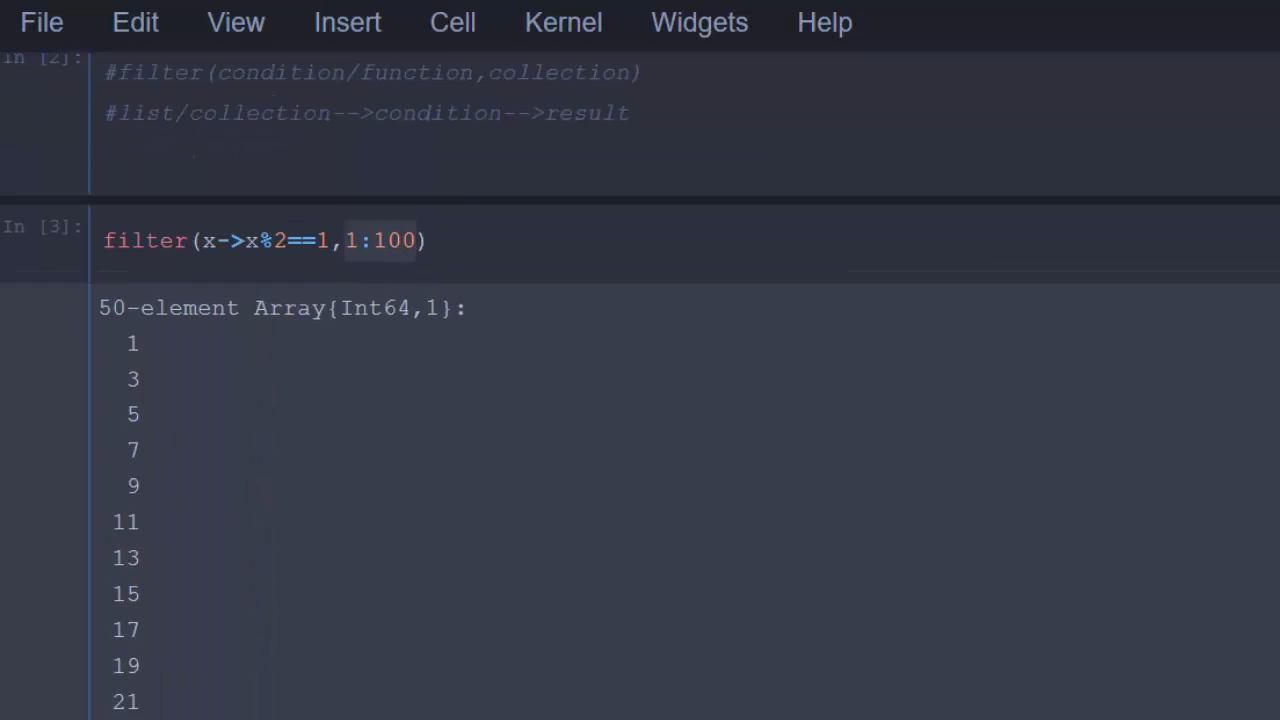 File Edit View Insert Cell Kernel Widgets Help
In [2]:
#filter(condition/function,collection)
#list/collection-->condition-->result
In [3]:
filter(x->x%2==1,1:100)
50-element Array{Int64,1}:
1
3
5
7
9
11
13
15
17
19
21